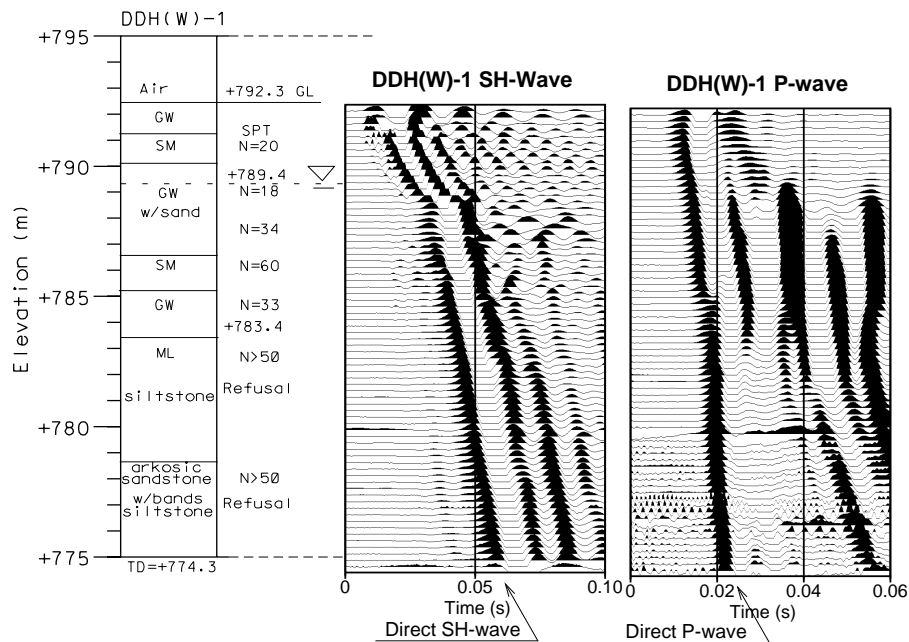 DDH(W)-1
+795
Air
+792.3 GL
GW
SPT
SM
N=20
+790
+789.4
GW
N=18
w/sand
N=34
SM
N=60
+785
GW
N=33
+783.4
ML
N>50
siltstone
Refusal
+780
arkosic
sandstone
N>50
w/bands
siltstone
Refusal
+775
TD=+774.3
Elevation (m)
DDH(W)-1 SH-Wave
0
0.05
0.10
Time (s)
Direct SH-wave
DDH(W)-1 P-wave
0
0.02
0.04
0.06
Time (s)
Direct P-wave